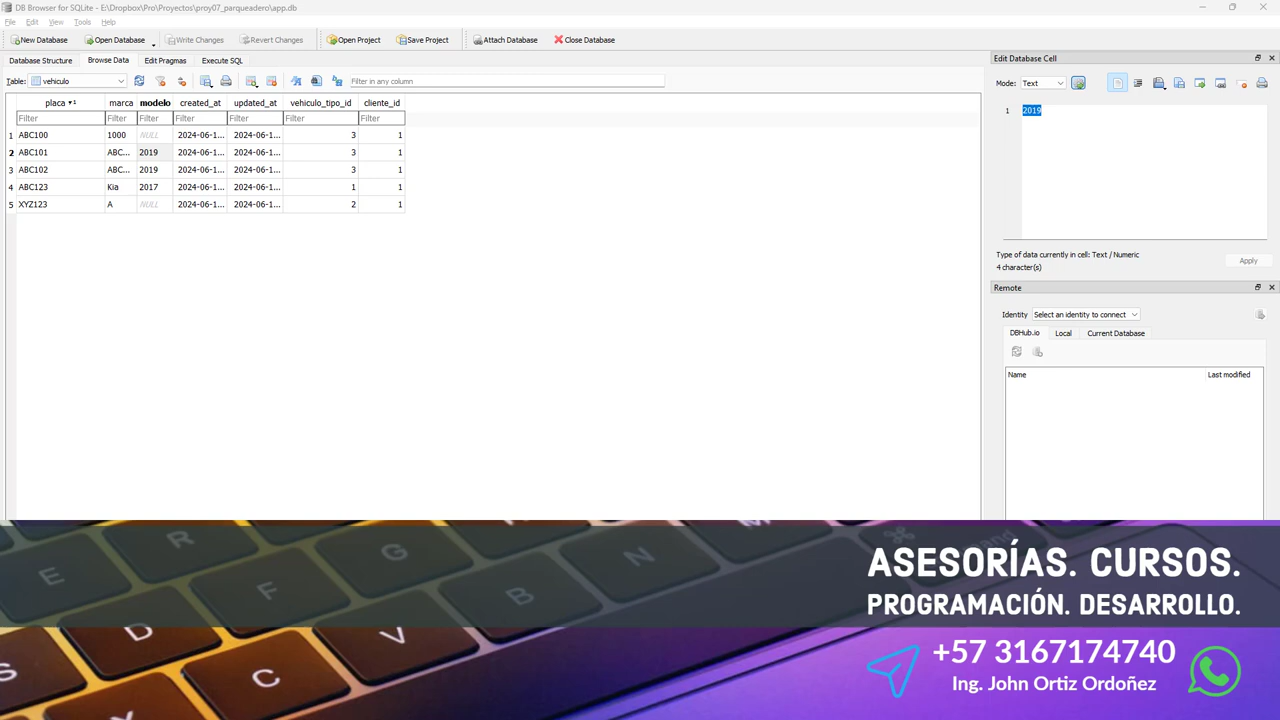 DB Browser for SQLite - E:\Dropbox\Pro\Proyectos\proy07_parqueadero\app.db
File Edit View Tools Help
New Database Open Database Write Changes Revert Changes Open Project Save Project Attach Database Close Database
Database Structure Browse Data Edit Pragmas Execute SQL
Table: vehiculo Filter in any column
placa 1 marca modelo created_at updated_at vehiculo_tipo_id cliente_id
Filter Filter Filter Filter Filter Filter Filter
1 ABC100 1000 NULL 2024-06-1... 2024-06-1... 3 1
2 ABC101 ABC... 2019 2024-06-1... 2024-06-1... 3 1
3 ABC102 ABC... 2019 2024-06-1... 2024-06-1... 3 1
4 ABC123 Kia 2017 2024-06-1... 2024-06-1... 1 1
5 XYZ123 A NULL 2024-06-1... 2024-06-1... 2 1
Edit Database Cell
Mode: Text
1 2019
Type of data currently in cell: Text / Numeric
4 character(s)
Apply
Remote
Identity Select an identity to connect
DBHub.io Local Current Database
Name Last modified
ASESORÍAS. CURSOS.
PROGRAMACIÓN. DESARROLLO.
+57 3167174740
Ing. John Ortiz Ordoñez
E R G F B N D V C S